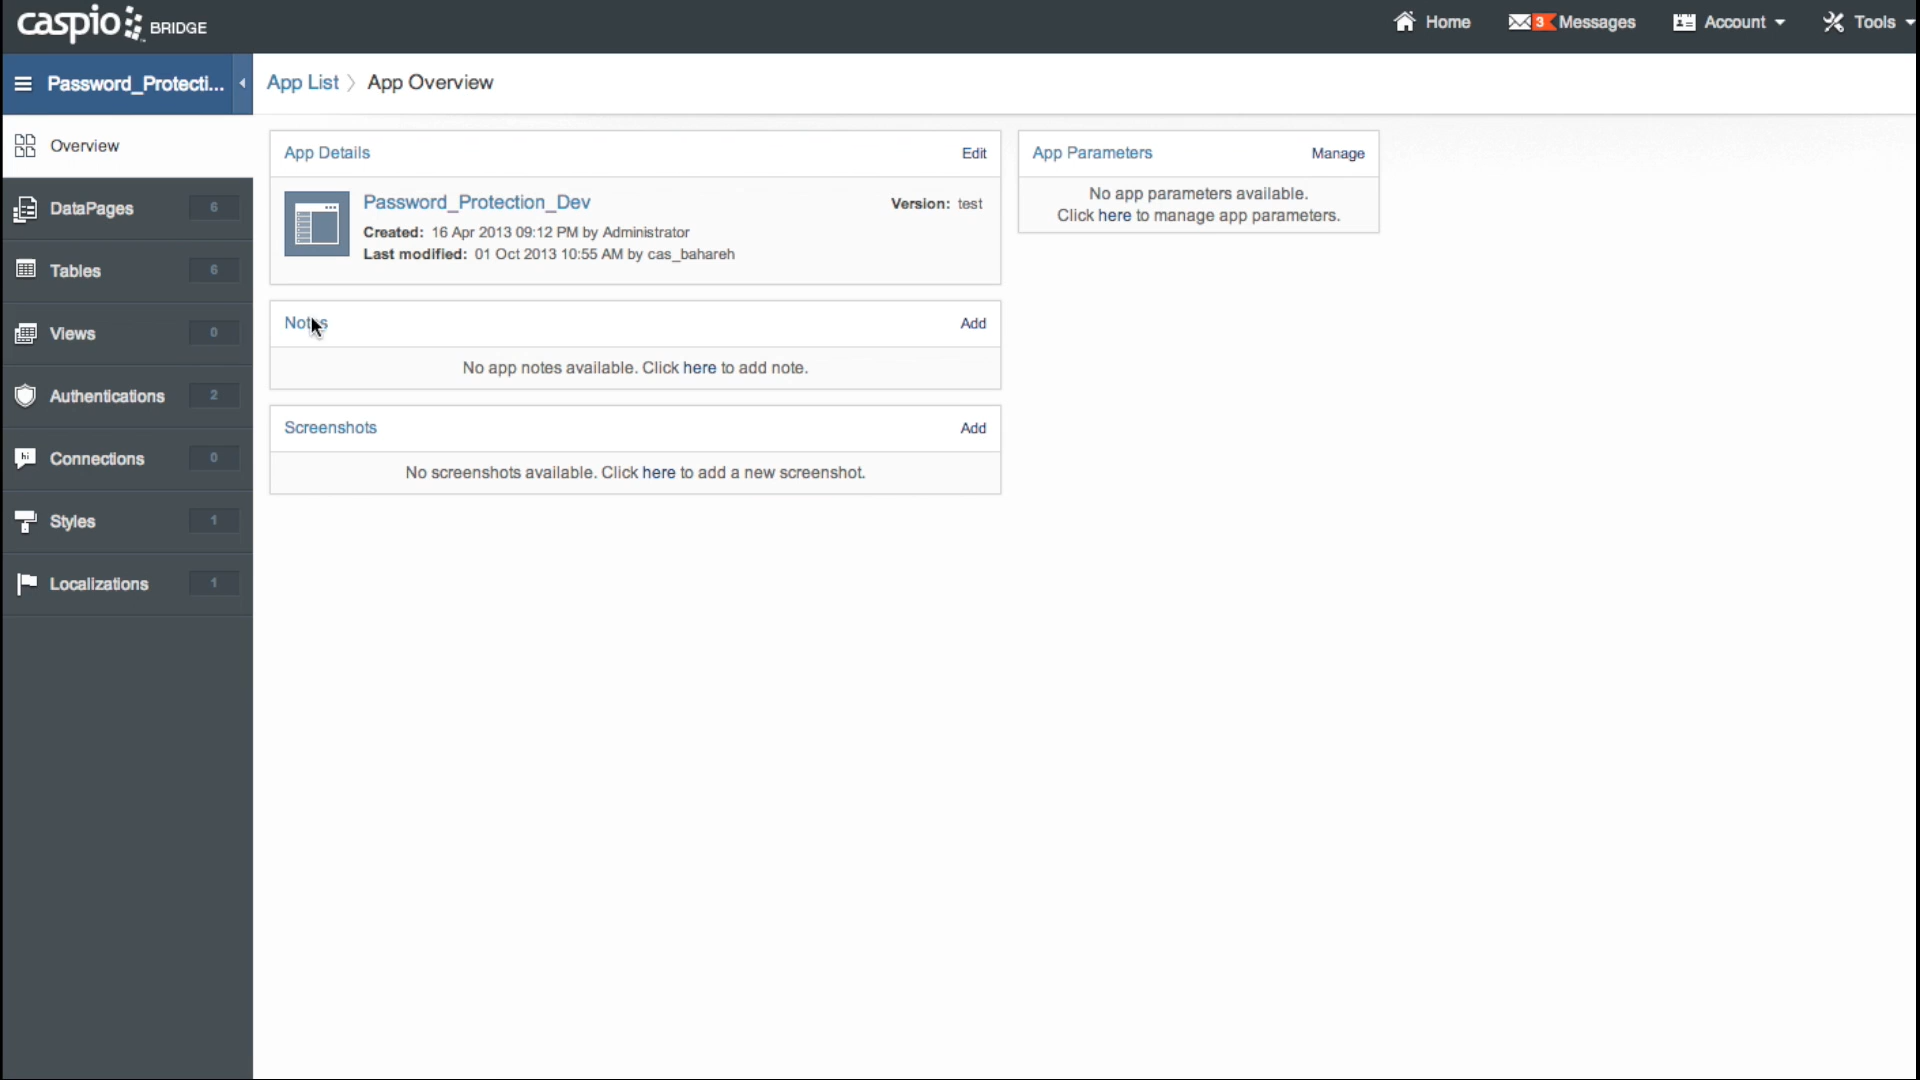 caspio BRIDGE
Home
3 Messages
Account
Tools
Password_Protecti...
App List
App Overview
Overview
DataPages 6
Tables 6
Views 0
Authentications 2
Connections 0
Styles 1
Localizations 1
App Details
Edit
Password_Protection_Dev
Version: test
Created: 16 Apr 2013 09:12 PM by Administrator
Last modified: 01 Oct 2013 10:55 AM by cas_bahareh
Notes
Add
No app notes available. Click here to add note.
Screenshots
Add
No screenshots available. Click here to add a new screenshot.
App Parameters
Manage
No app parameters available.
Click here to manage app parameters.